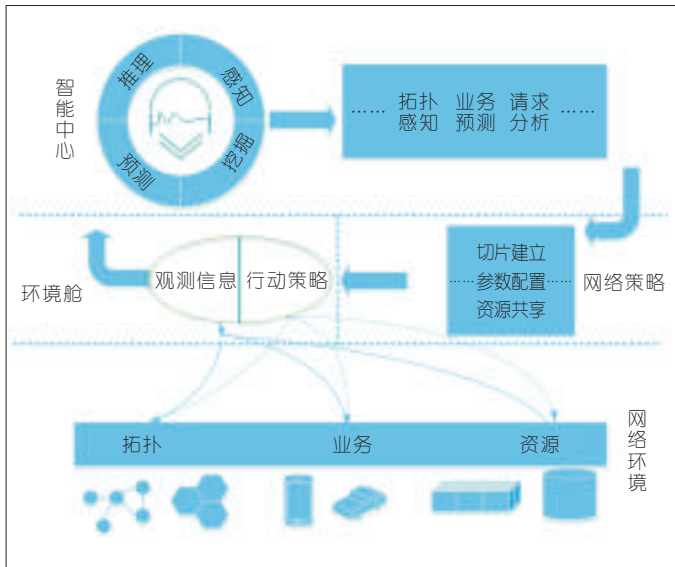 智能中心
推理
感知
预测
挖掘
…… 拓扑 业务 请求 ……
感知 预测 分析
环境舱
观测信息 行动策略
切片建立
……参数配置……
资源共享
网络策略
拓扑 业务 资源
网络环境